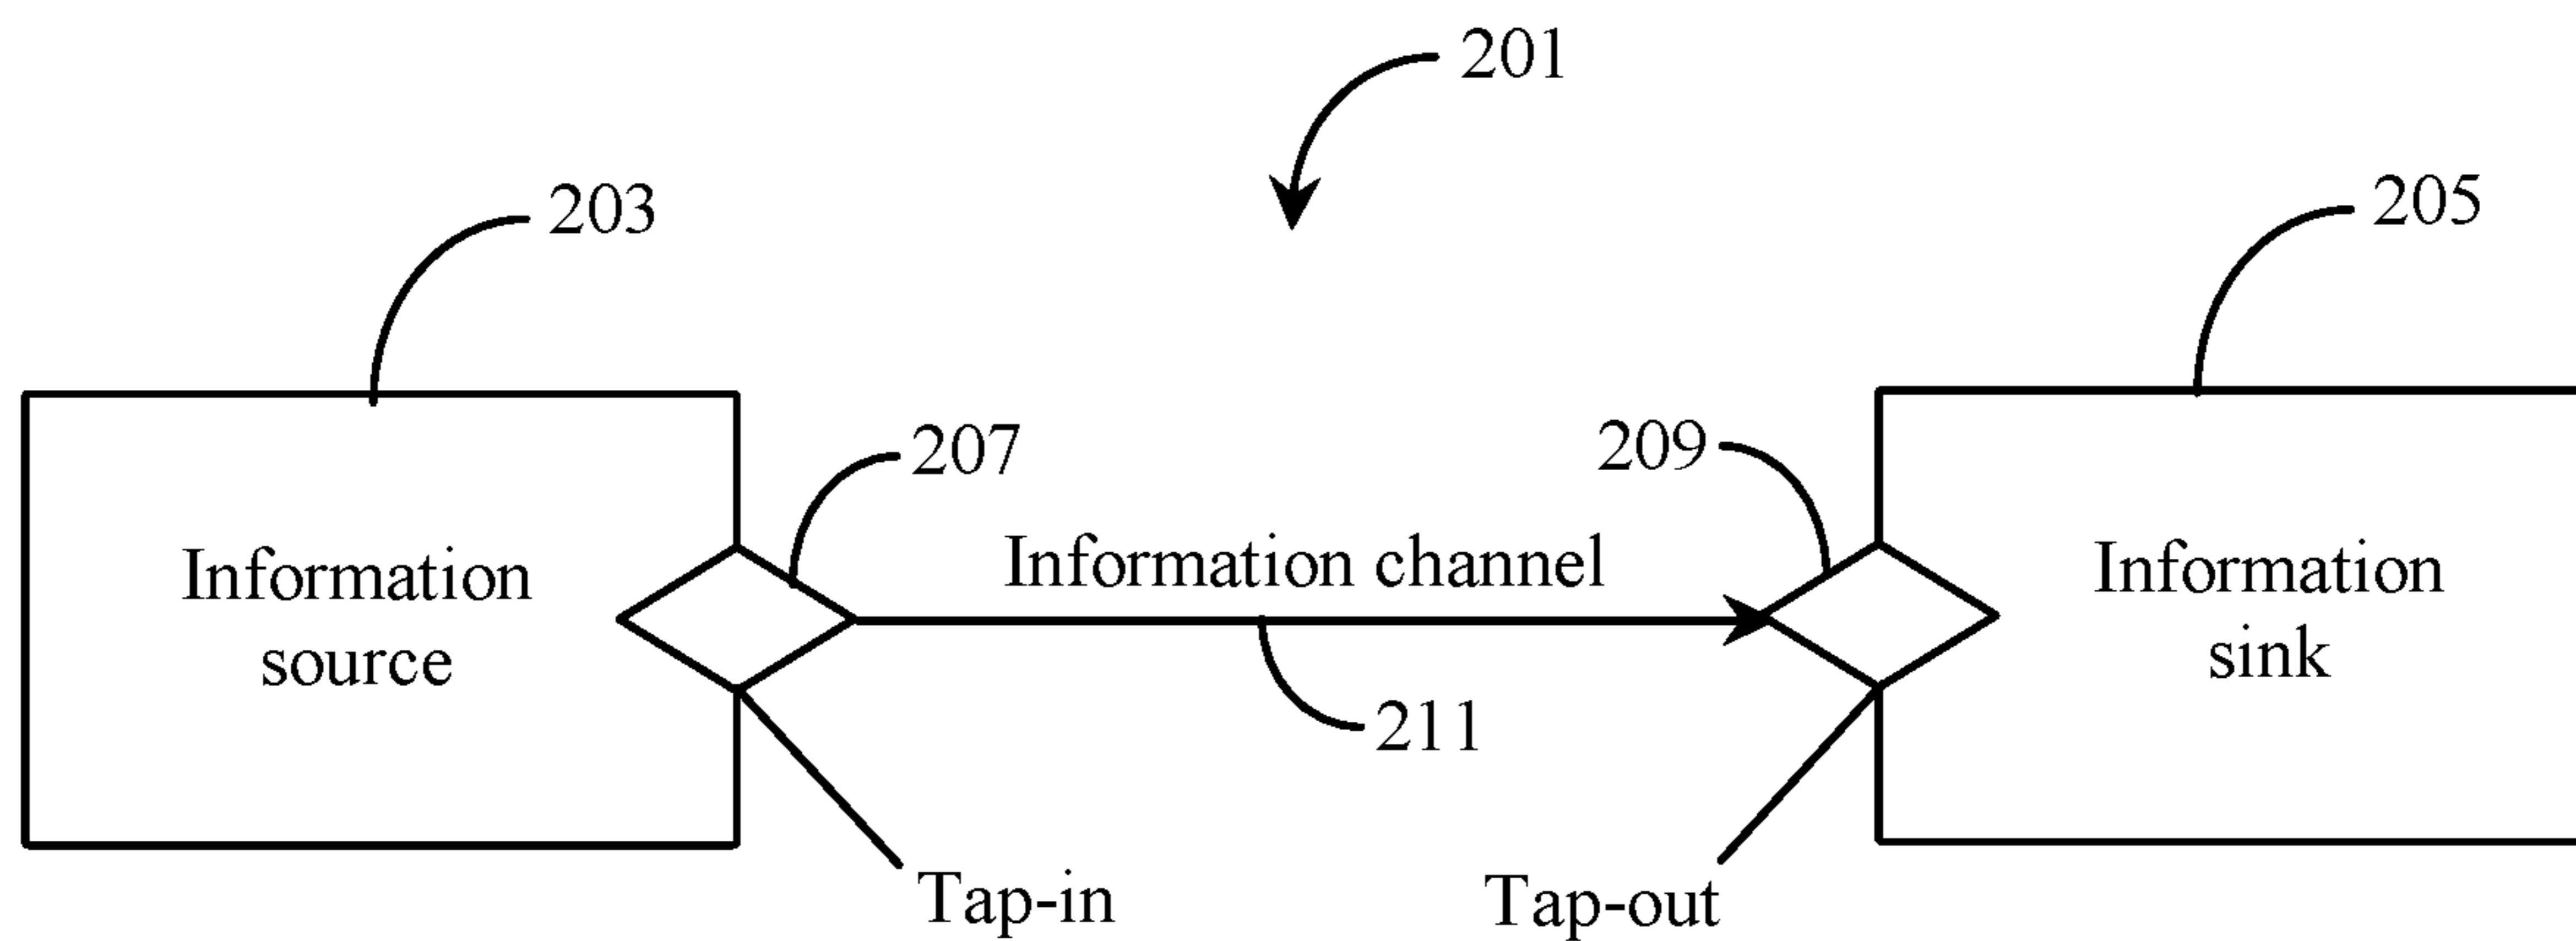 201
203
205
207
209
Information channel
Information
source
Information
sink
211
Tap-in
Tap-out